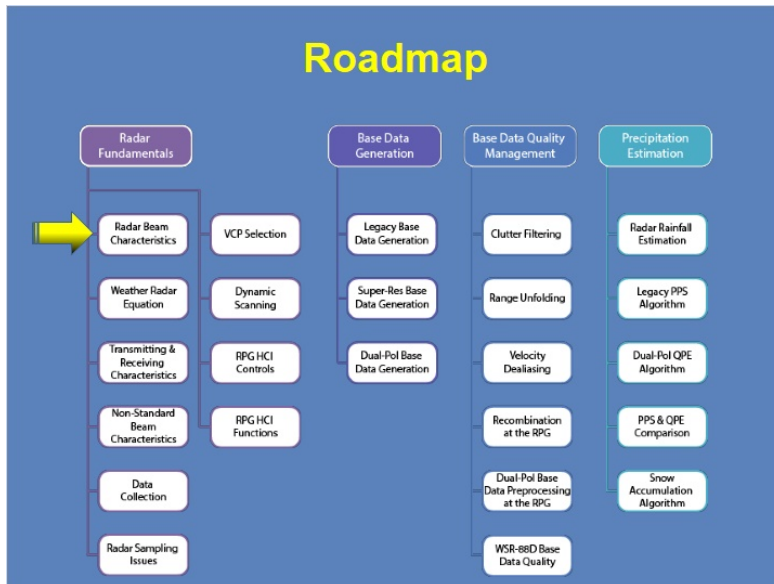 Roadmap
Radar
Fundamentals
Radar Beam
Characteristics
Weather Radar
Equation
Transmitting &
Receiving
Characteristics
Non-Standard
Beam
Characteristics
Data
Collection
Radar Sampling
Issues
VCP Selection
Dynamic
Scanning
RPG HCI
Controls
RPG HCI
Functions
Base Data
Generation
Legacy Base
Data Generation
Super-Res Base
Data Generation
Dual-Pol Base
Data Generation
Base Data Quality
Management
Clutter Filtering
Range Unfolding
Velocity
Dealiasing
Recombination
at the RPG
Dual-Pol Base
Data Preprocessing
at the RPG
WSR-88D Base
Data Quality
Precipitation
Estimation
Radar Rainfall
Estimation
Legacy PPS
Algorithm
Dual-Pol QPE
Algorithm
PPS & QPE
Comparison
Snow
Accumulation
Algorithm